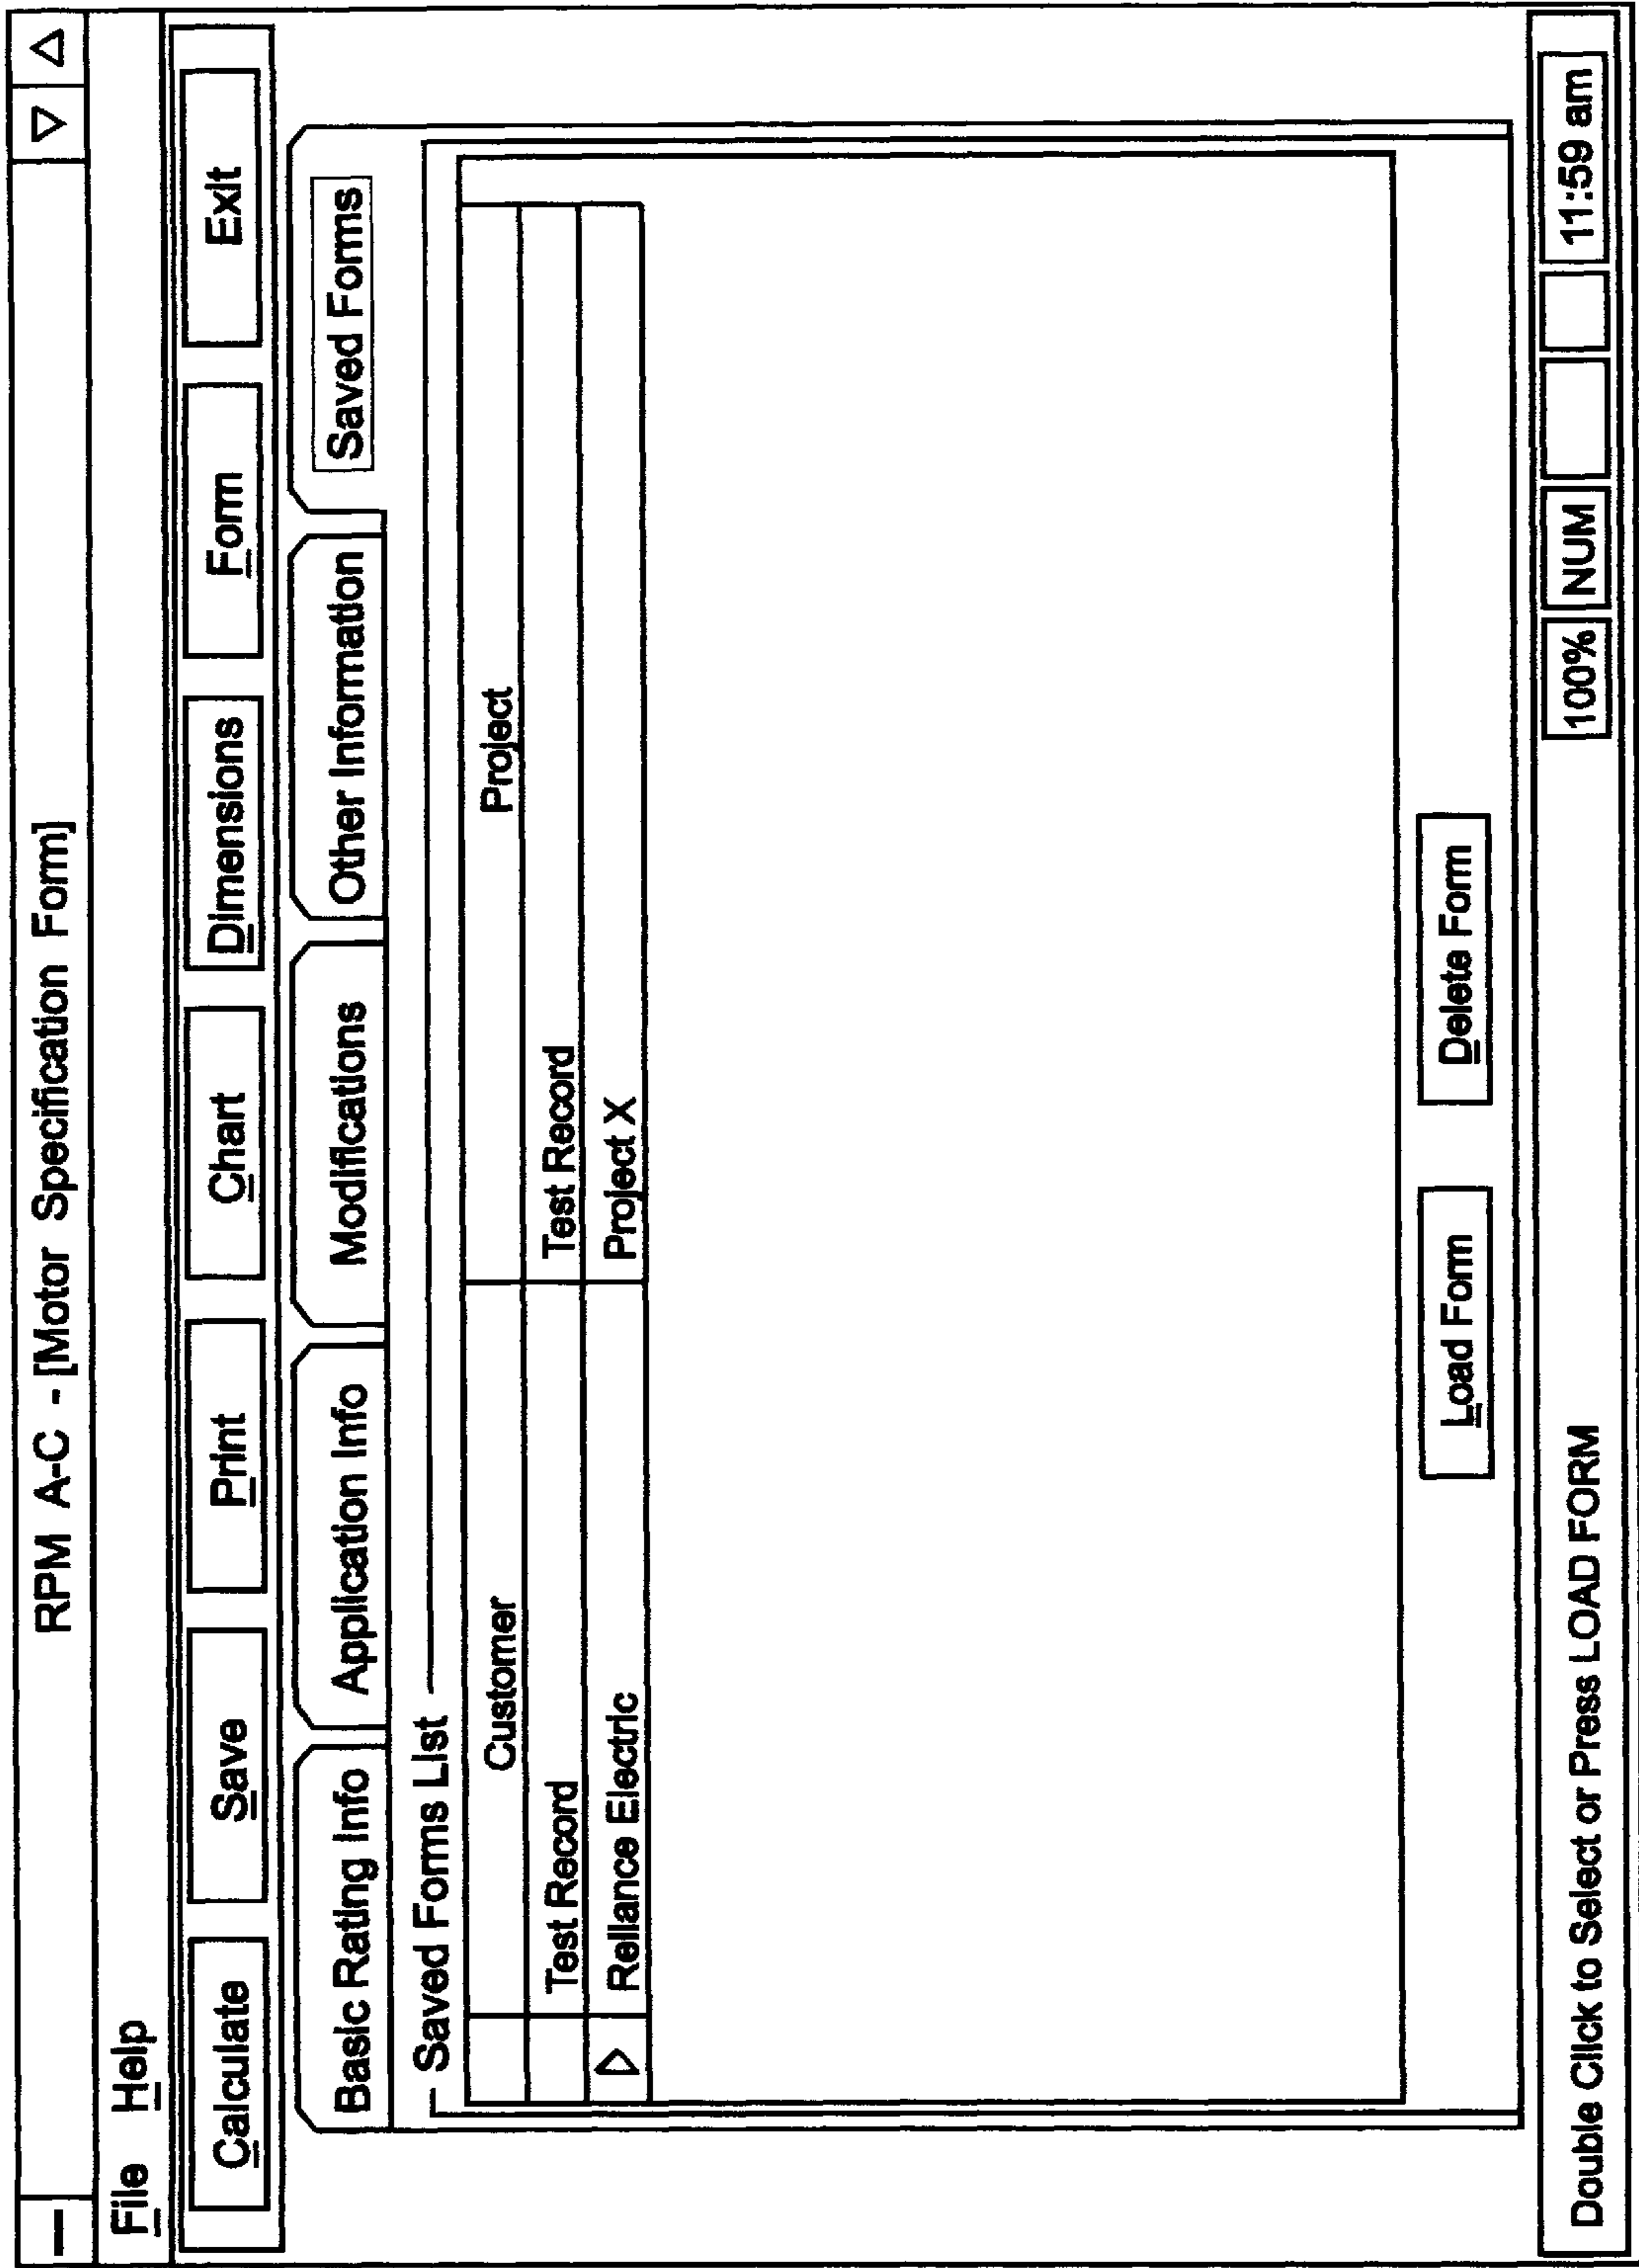 RPM A-C - [Motor Specification Form]
File Help
Calculate Save Print Chart Dimensions Form Exit
Basic Rating Info Application Info Modifications Other Information Saved Forms
Saved Forms List
Customer Project
Test Record Test Record
Reliance Electric Project X
Load Form Delete Form
Double Click to Select or Press LOAD FORM 100% NUM 11:59 am